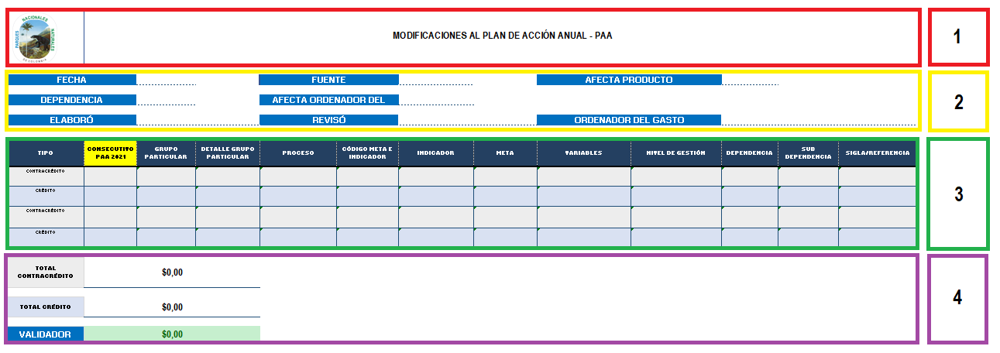 NACIONALES
PARQUES
NATURALES
DE COLOMBIA
MODIFICACIONES AL PLAN DE ACCIÓN ANUAL - PAA
1
FECHA FUENTE AFECTA PRODUCTO
DEPENDENCIA AFECTA ORDENADOR DEL
2
ELABORÓ REVISÓ ORDENADOR DEL GASTO
TIPO
CONSECUTIVO
PAA 2021
GRUPO
PARTICULAR
DETALLE GRUPO
PARTICULAR
PROCESO
CÓDIGO META E
INDICADOR
INDICADOR
META
VARIABLES
NIVEL DE GESTIÓN
DEPENDENCIA
SUB
DEPENDENCIA
SIGLA/REFERENCIA
CONTRACRÉDITO
CRÉDITO
3
CONTRACRÉDITO
CRÉDITO
TOTAL
CONTRACRÉDITO
$0,00
4
TOTAL CRÉDITO $0,00
VALIDADOR $0,00